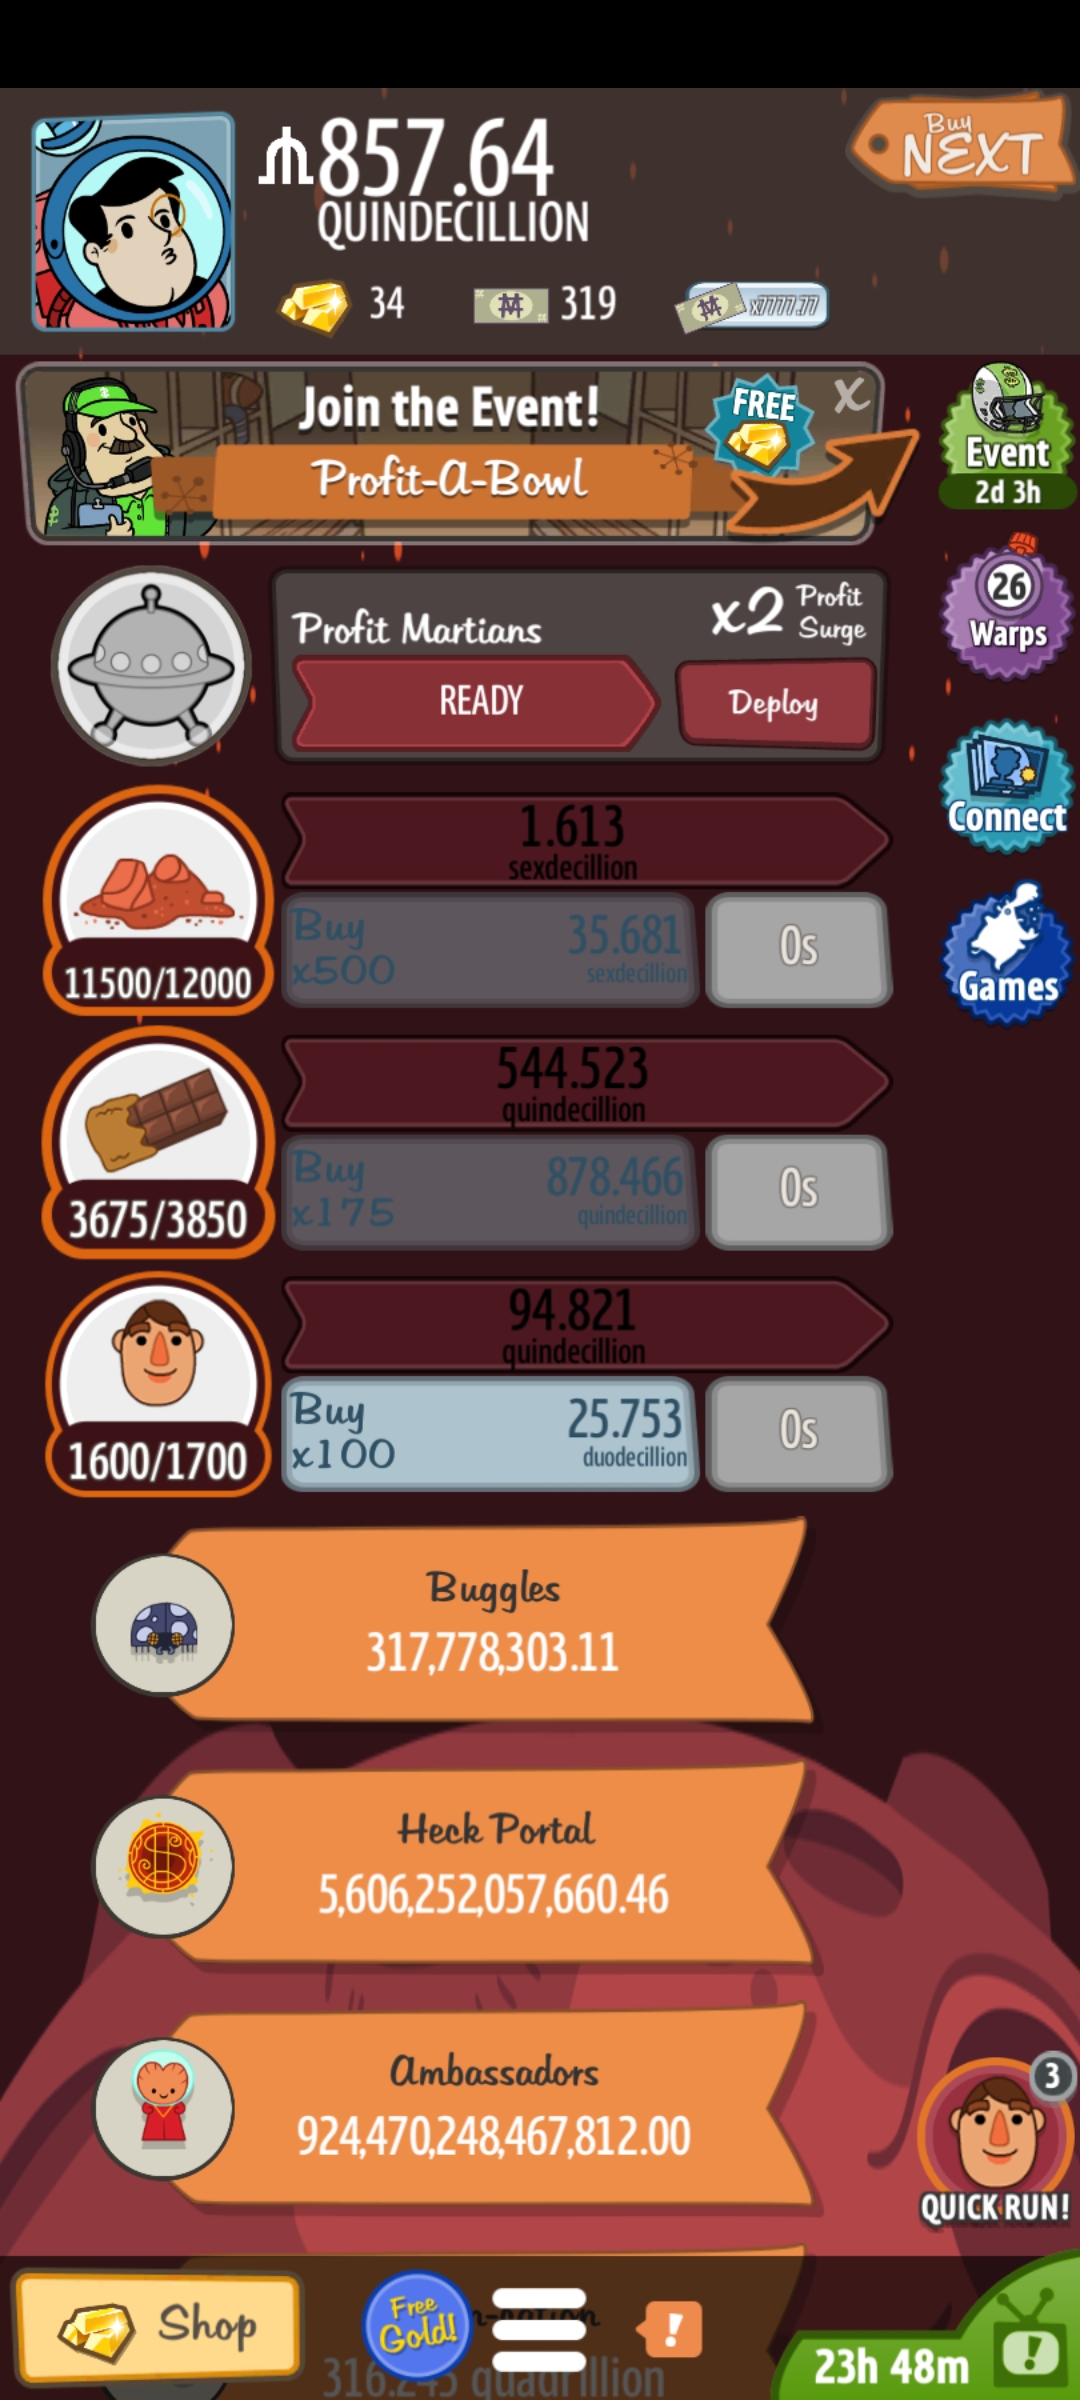 857.64
QUINDECILLION
Buy
NEXT
34
319
x7777.77
Join the Event!
Profit-A-Bowl
FREE
X
Event
2d 3h
Profit Martians
x2 Profit
Surge
READY
Deploy
26
Warps
1.613
sexdecillion
Buy
x500
35.681
sexdecillion
0s
11500/12000
Connect
Games
544.523
quindecillion
Buy
x175
878.466
quindecillion
0s
3675/3850
94.821
quindecillion
Buy
x100
25.753
duodecillion
0s
1600/1700
Buggles
317,778,303.11
Heck Portal
5,606,252,057,660.46
Ambassadors
924,470,248,467,812.00
3
QUICK RUN!
Shop
Free
Gold!
!
316.245 quadrillion
23h 48m
!